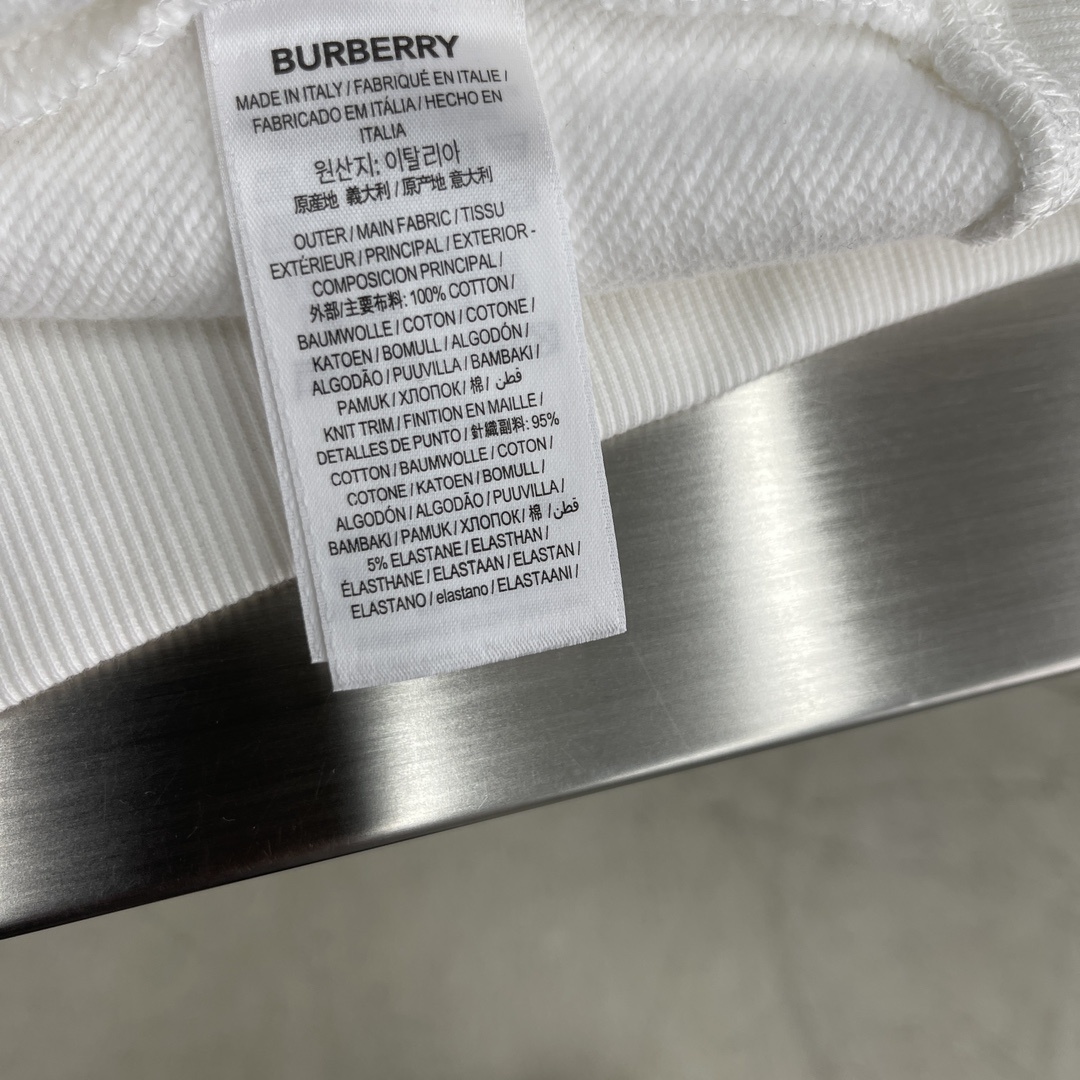 BURBERRY
MADE IN ITALY / FABRIQUÉ EN ITALIE /
FABRICADO EM ITÁLIA / HECHO EN
ITALIA
원산지: 이탈리아
原産地 義大利 / 原产地 意大利
OUTER / MAIN FABRIC / TISSU
EXTÉRIEUR / PRINCIPAL / EXTERIOR -
COMPOSICION PRINCIPAL /
外部/主要布料: 100% COTTON /
BAUMWOLLE / COTON / COTONE /
KATOEN / BOMULL / ALGODÓN /
ALGODÃO / PUUVILLA / BAMBAKI /
PAMUK / ХЛОПОК / 棉 / قطن
KNIT TRIM / FINITION EN MAILLE /
DETALLES DE PUNTO / 針織副料: 95%
COTTON / BAUMWOLLE / COTON /
COTONE / KATOEN / BOMULL /
ALGODÓN / ALGODÃO / PUUVILLA /
BAMBAKI / PAMUK / ХЛОПОК / 棉 / قطن
5% ELASTANE / ELASTHAN /
ÉLASTHANE / ELASTAAN / ELASTAN /
ELASTANO / elastano / ELASTAANI /